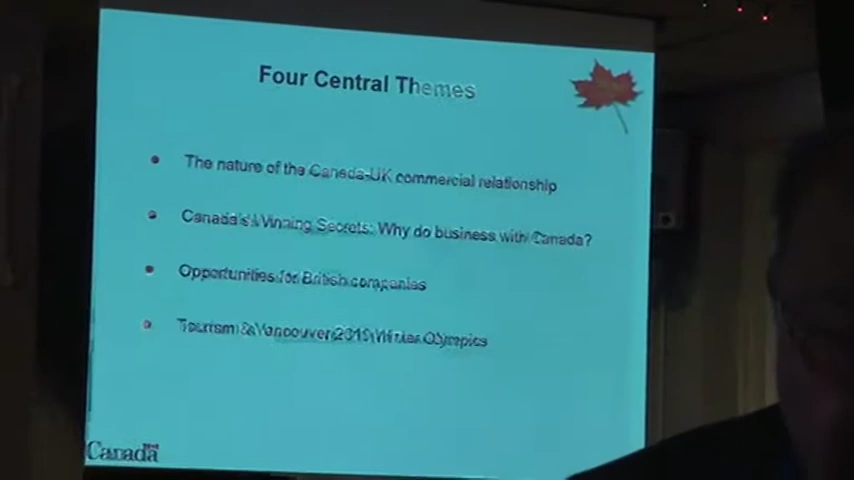 Four Central Themes
• The nature of the Canada-UK commercial relationship
• Canada's Winning Secrets: Why do business with Canada?
• Opportunities for British companies
• Tourism & Vancouver 2010 Winter Olympics
Canada